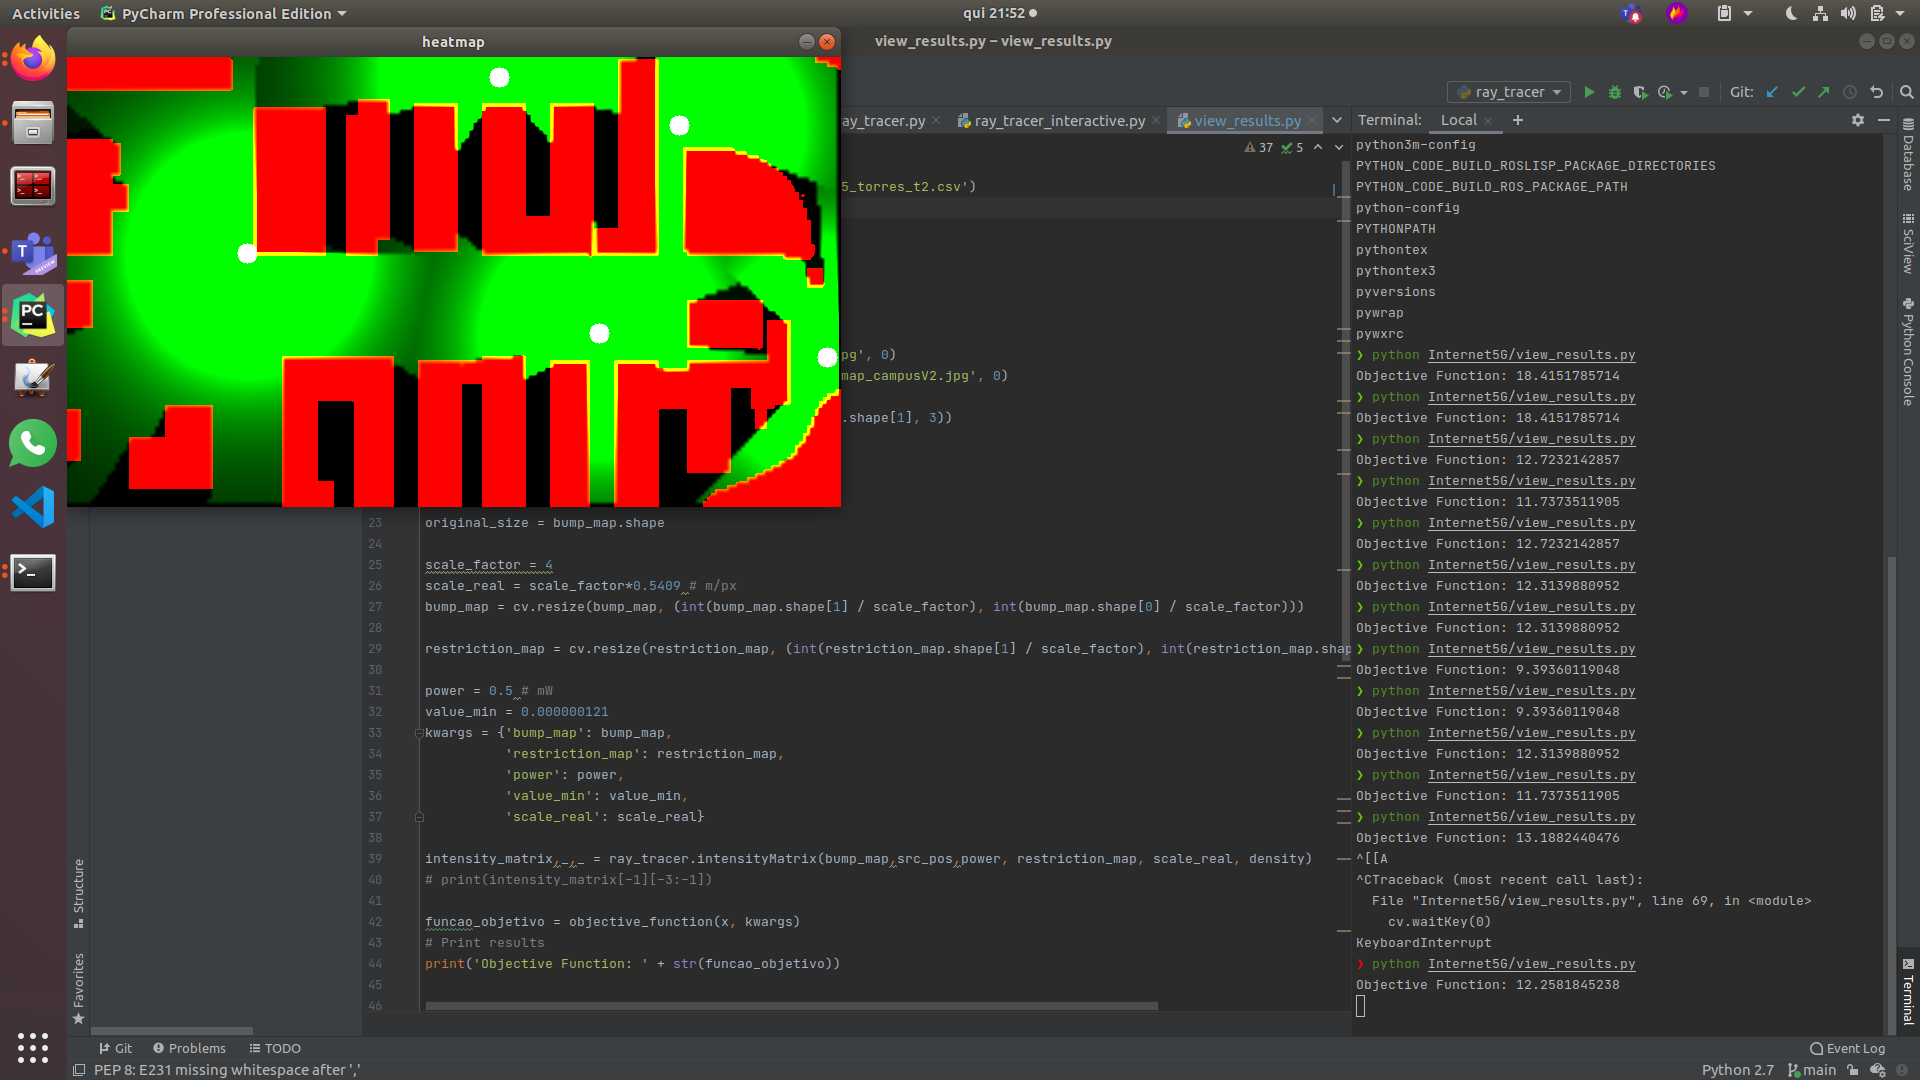 Activities
PyCharm Professional Edition
qui 21:52
heatmap
view_results.py – view_results.py
ray_tracer
Git:
ay_tracer.py
ray_tracer_interactive.py
view_results.py
Terminal:
Local
37
5
5_torres_t2.csv')
pg', 0)
map_campusV2.jpg', 0)
.shape[1], 3))
23 original_size = bump_map.shape
24
25 scale_factor = 4
26 scale_real = scale_factor*0.5409 # m/px
27 bump_map = cv.resize(bump_map, (int(bump_map.shape[1] / scale_factor), int(bump_map.shape[0] / scale_factor)))
28
29 restriction_map = cv.resize(restriction_map, (int(restriction_map.shape[1] / scale_factor), int(restriction_map.shap
30
31 power = 0.5 # mW
32 value_min = 0.000000121
33 kwargs = {'bump_map': bump_map,
34 'restriction_map': restriction_map,
35 'power': power,
36 'value_min': value_min,
37 'scale_real': scale_real}
38
39 intensity_matrix,_,_ = ray_tracer.intensityMatrix(bump_map,src_pos,power, restriction_map, scale_real, density)
40 # print(intensity_matrix[-1][-3:-1])
41
42 funcao_objetivo = objective_function(x, kwargs)
43 # Print results
44 print('Objective Function: ' + str(funcao_objetivo))
45
46
python3m-config
PYTHON_CODE_BUILD_ROSLISP_PACKAGE_DIRECTORIES
PYTHON_CODE_BUILD_ROS_PACKAGE_PATH
python-config
PYTHONPATH
pythontex
pythontex3
pyversions
pywrap
pywxrc
❯ python Internet5G/view_results.py
Objective Function: 18.4151785714
❯ python Internet5G/view_results.py
Objective Function: 18.4151785714
❯ python Internet5G/view_results.py
Objective Function: 12.7232142857
❯ python Internet5G/view_results.py
Objective Function: 11.7373511905
❯ python Internet5G/view_results.py
Objective Function: 12.7232142857
❯ python Internet5G/view_results.py
Objective Function: 12.3139880952
❯ python Internet5G/view_results.py
Objective Function: 12.3139880952
❯ python Internet5G/view_results.py
Objective Function: 9.39360119048
❯ python Internet5G/view_results.py
Objective Function: 9.39360119048
❯ python Internet5G/view_results.py
Objective Function: 12.3139880952
❯ python Internet5G/view_results.py
Objective Function: 11.7373511905
❯ python Internet5G/view_results.py
Objective Function: 13.1882440476
^[[A
^CTraceback (most recent call last):
File "Internet5G/view_results.py", line 69, in <module>
cv.waitKey(0)
KeyboardInterrupt
❯ python Internet5G/view_results.py
Objective Function: 12.2581845238
Database
SciView
Python Console
Terminal
Structure
Favorites
Git
Problems
TODO
Event Log
PEP 8: E231 missing whitespace after ','
Python 2.7
main